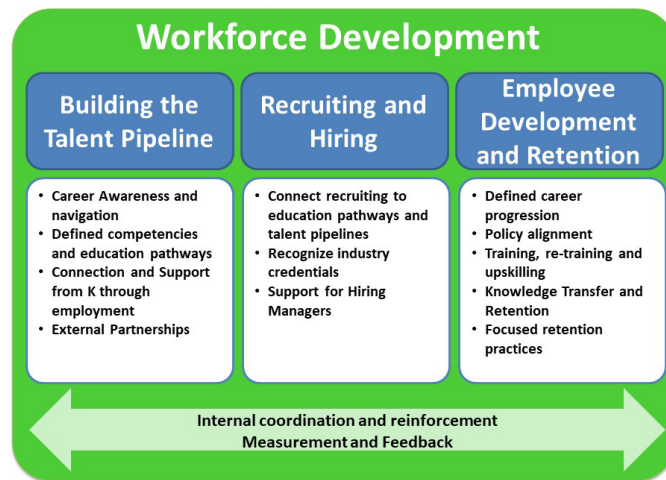 Workforce Development
Building the
Talent Pipeline
• Career Awareness and
navigation
• Defined competencies
and education pathways
• Connection and Support
from K through
employment
• External Partnerships
Recruiting and
Hiring
• Connect recruiting to
education pathways and
talent pipelines
• Recognize industry
credentials
• Support for Hiring
Managers
Employee
Development
and Retention
• Defined career
progression
• Policy alignment
• Training, re-training and
upskilling
• Knowledge Transfer and
Retention
• Focused retention
practices
Internal coordination and reinforcement
Measurement and Feedback